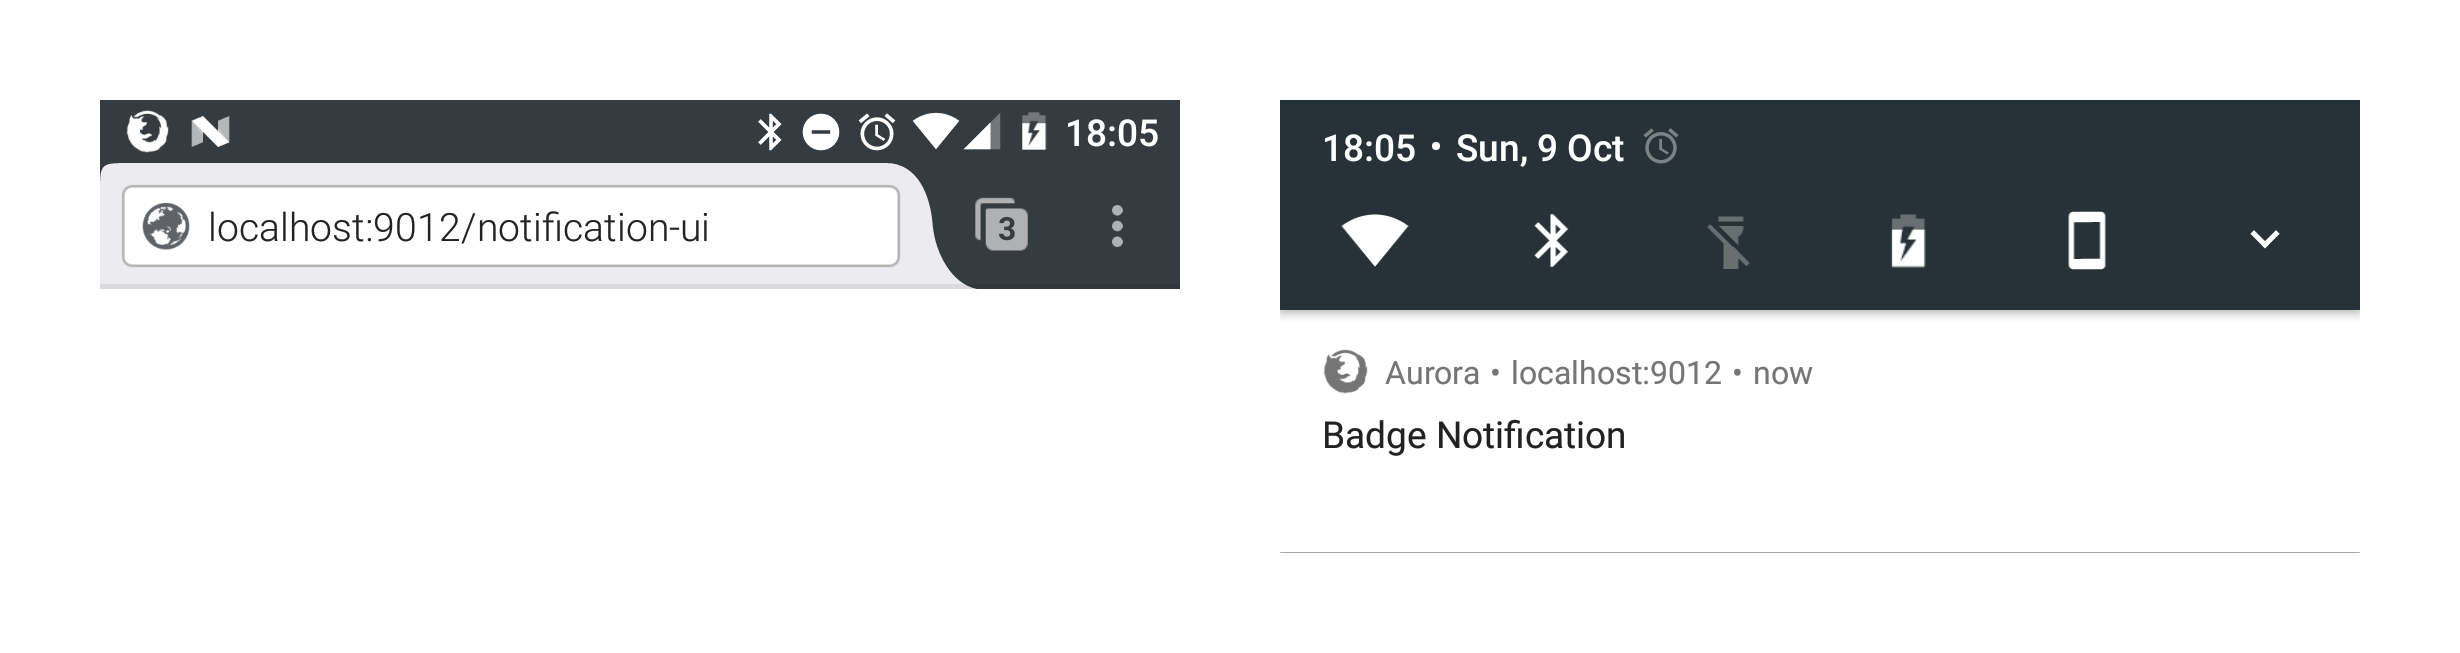 18:05
localhost:9012/notification-ui
3
18:05 • Sun, 9 Oct
Aurora • localhost:9012 • now
Badge Notification